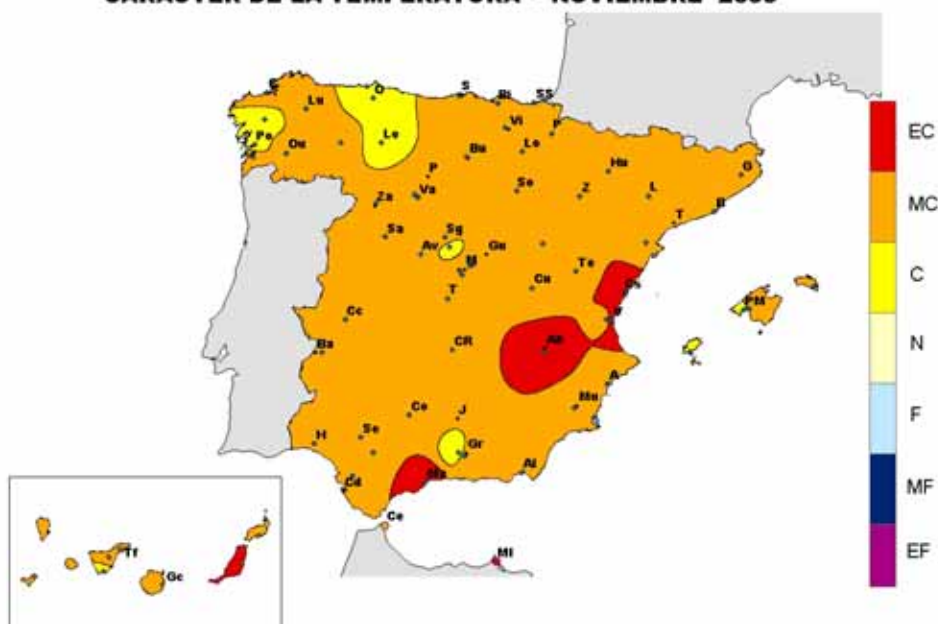 CARACTER DE LA TEMPERATURA - NOVIEMBRE
C
O
S
Bi
SS
Lu
Po
Ou
Le
Vi
P
Lo
Bu
Hu
G
P
Va
Za
So
Z
L
B
T
Sa
Sg
Av
Gu
M
Te
T
Cu
Cs
V
PM
Cc
CR
Ab
Ba
A
Mu
Co
J
H
Se
Gr
Al
Ma
Cd
Ce
Ml
Tf
Gc
EC
MC
C
N
F
MF
EF